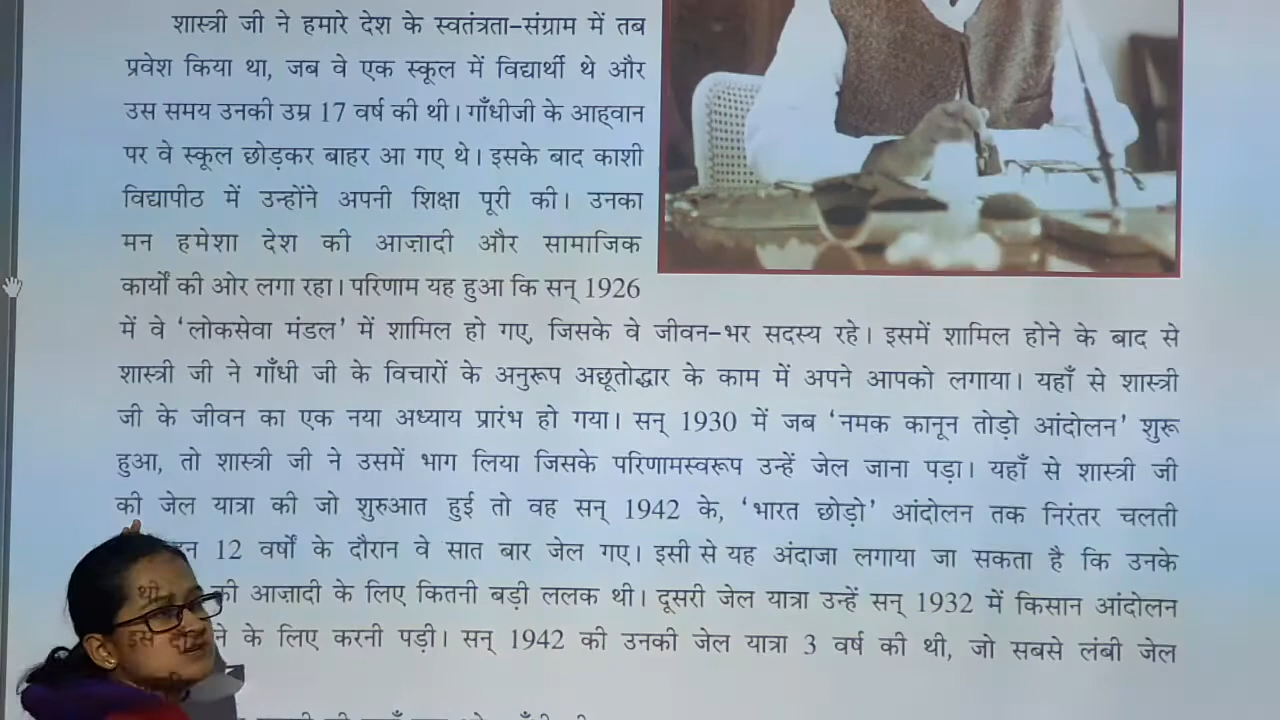 शास्त्री जी ने हमारे देश के स्वतंत्रता-संग्राम में तब
प्रवेश किया था, जब वे एक स्कूल में विद्यार्थी थे और
उस समय उनकी उम्र 17 वर्ष की थी। गाँधीजी के आह्वान
पर वे स्कूल छोड़कर बाहर आ गए थे। इसके बाद काशी
विद्यापीठ में उन्होंने अपनी शिक्षा पूरी की। उनका
मन हमेशा देश की आज़ादी और सामाजिक
कार्यों की ओर लगा रहा। परिणाम यह हुआ कि सन् 1926
में वे ‘लोकसेवा मंडल’ में शामिल हो गए, जिसके वे जीवन-भर सदस्य रहे। इसमें शामिल होने के बाद से
शास्त्री जी ने गाँधी जी के विचारों के अनुरूप अछूतोद्धार के काम में अपने आपको लगाया। यहाँ से शास्त्री
जी के जीवन का एक नया अध्याय प्रारंभ हो गया। सन् 1930 में जब ‘नमक कानून तोड़ो आंदोलन’ शुरू
हुआ, तो शास्त्री जी ने उसमें भाग लिया जिसके परिणामस्वरूप उन्हें जेल जाना पड़ा। यहाँ से शास्त्री जी
की जेल यात्रा की जो शुरुआत हुई तो वह सन् 1942 के, ‘भारत छोड़ो’ आंदोलन तक निरंतर चलती
12 वर्षों के दौरान वे सात बार जेल गए। इसी से यह अंदाजा लगाया जा सकता है कि उनके
की आज़ादी के लिए कितनी बड़ी ललक थी। दूसरी जेल यात्रा उन्हें सन् 1932 में किसान आंदोलन
के लिए करनी पड़ी। सन् 1942 की उनकी जेल यात्रा 3 वर्ष की थी, जो सबसे लंबी जेल